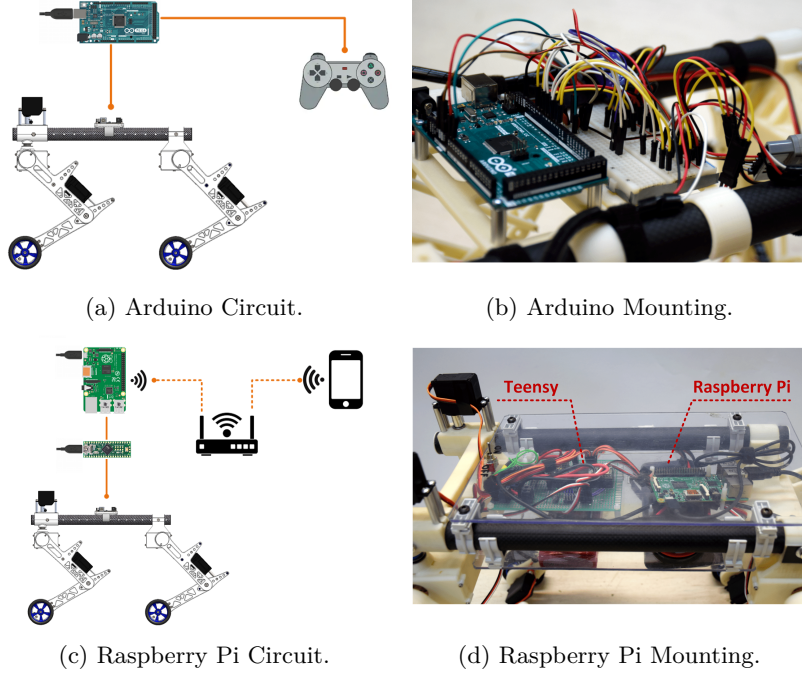 (a) Arduino Circuit.
(b) Arduino Mounting.
Teensy
Raspberry Pi
(c) Raspberry Pi Circuit.
(d) Raspberry Pi Mounting.